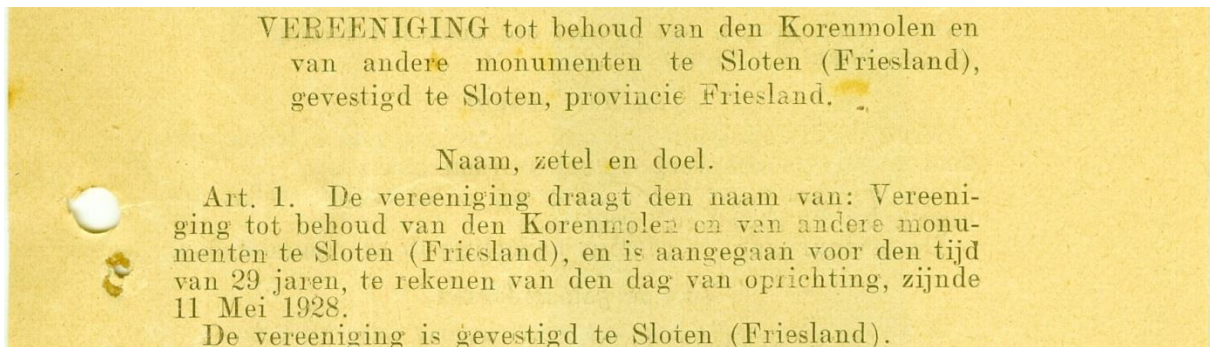 VEREENIGING tot behoud van den Korenmolen en
van andere monumenten te Sloten (Friesland),
gevestigd te Sloten, provincie Friesland.
Naam, zetel en doel.
Art. 1. De vereeniging draagt den naam van: Vereeni-
ging tot behoud van den Korenmolen en van andere monu-
menten te Sloten (Friesland), en is aangegaan voor den tijd
van 29 jaren, te rekenen van den dag van oprichting, zijnde
11 Mei 1928.
De vereeniging is gevestigd te Sloten (Friesland).